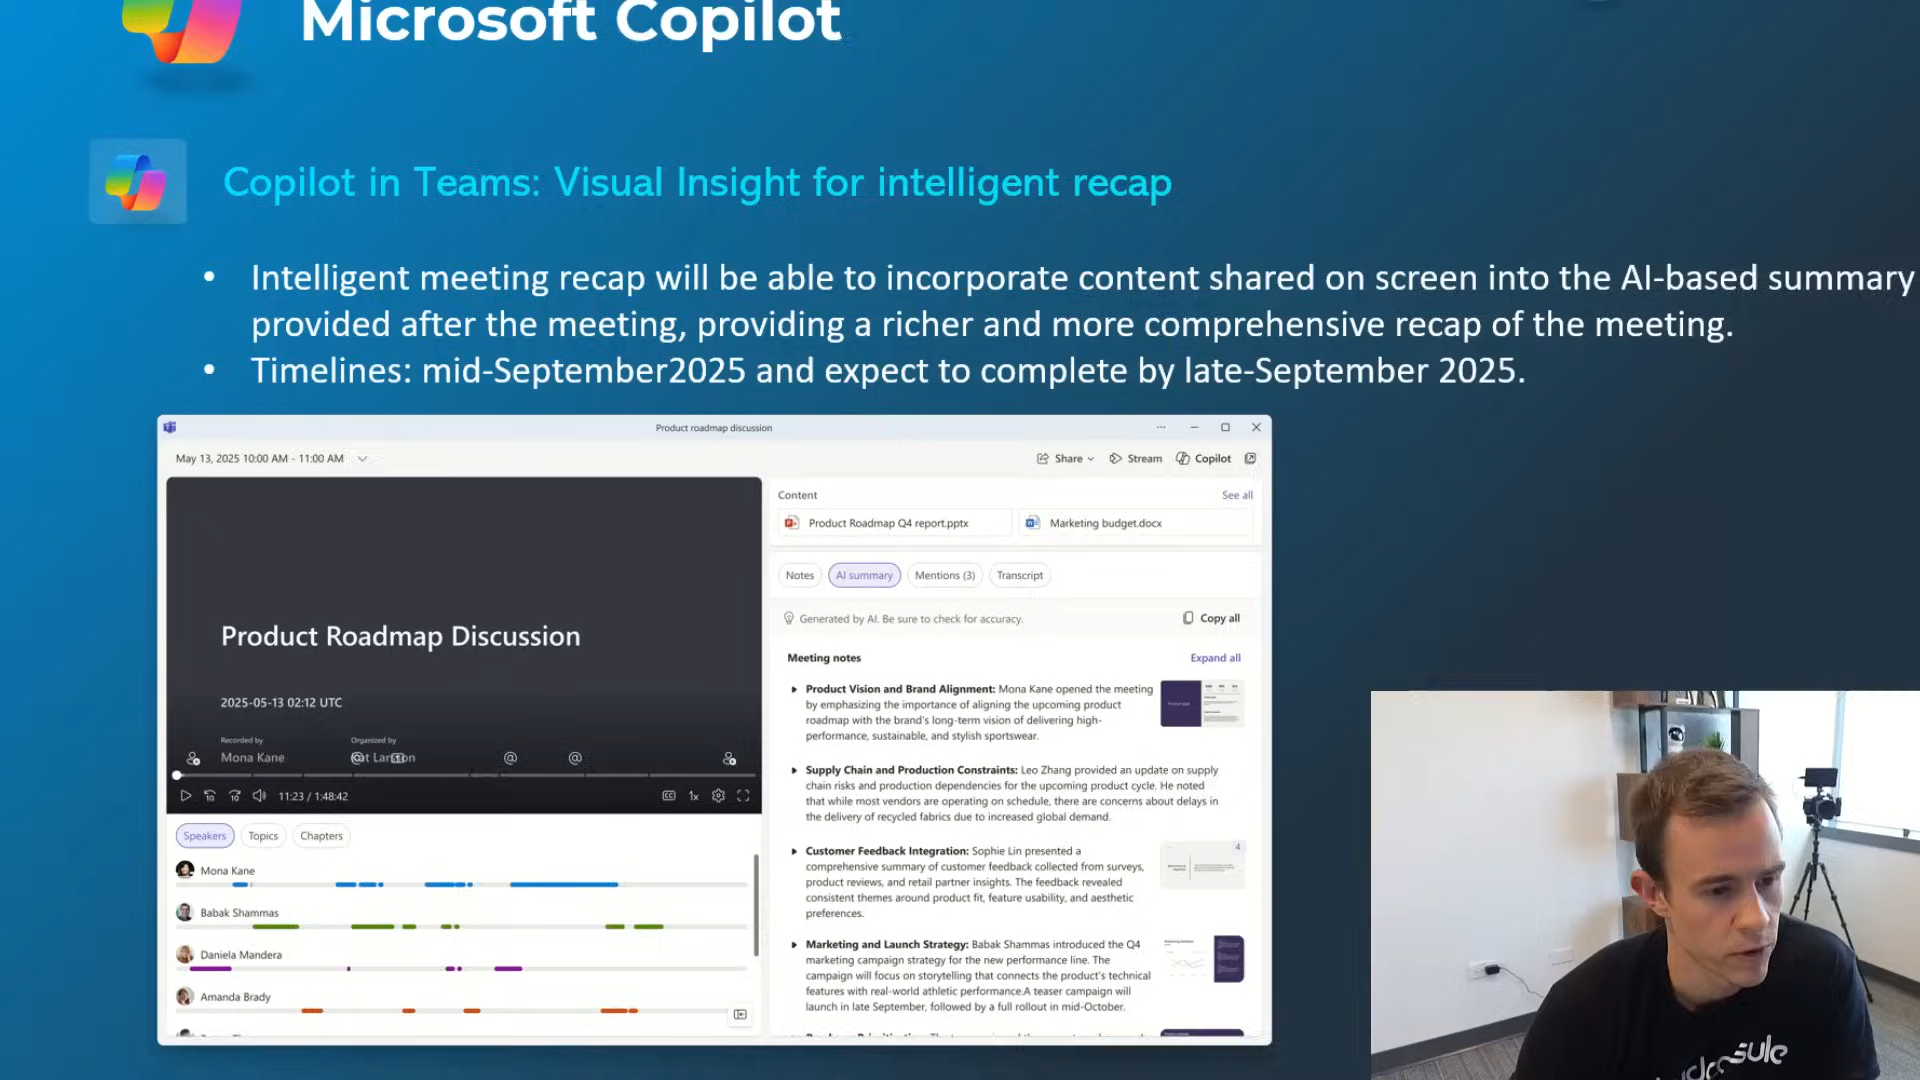 Microsoft Copilot
Copilot in Teams: Visual Insight for intelligent recap
• Intelligent meeting recap will be able to incorporate content shared on screen into the AI-based summary
provided after the meeting, providing a richer and more comprehensive recap of the meeting.
• Timelines: mid-September2025 and expect to complete by late-September 2025.
Product roadmap discussion
May 13, 2025 10:00 AM - 11:00 AM
Share
Stream
Copilot
Product Roadmap Discussion
2025-05-13 02:12 UTC
Recorded by
Organized by
Mona Kane
11:23 / 1:48:42
1x
Speakers
Topics
Chapters
Mona Kane
Babak Shammas
Daniela Mandera
Amanda Brady
Content
See all
Product Roadmap Q4 report.pptx
Marketing budget.docx
Notes
AI summary
Mentions (3)
Transcript
Generated by AI. Be sure to check for accuracy.
Copy all
Meeting notes
Expand all
Product Vision and Brand Alignment: Mona Kane opened the meeting
by emphasizing the importance of aligning the upcoming product
roadmap with the brand's long-term vision of delivering high-
performance, sustainable, and stylish sportswear.
Supply Chain and Production Constraints: Leo Zhang provided an update on supply
chain risks and production dependencies for the upcoming product cycle. He noted
that while most vendors are operating on schedule, there are concerns about delays in
the delivery of recycled fabrics due to increased global demand.
Customer Feedback Integration: Sophie Lin presented a
comprehensive summary of customer feedback collected from surveys,
product reviews, and retail partner insights. The feedback revealed
consistent themes around product fit, feature usability, and aesthetic
preferences.
4
Marketing and Launch Strategy: Babak Shammas introduced the Q4
marketing campaign strategy for the new performance line. The
campaign will focus on storytelling that connects the product's technical
features with real-world athletic performance.A teaser campaign will
launch in late September, followed by a full rollout in mid-October.